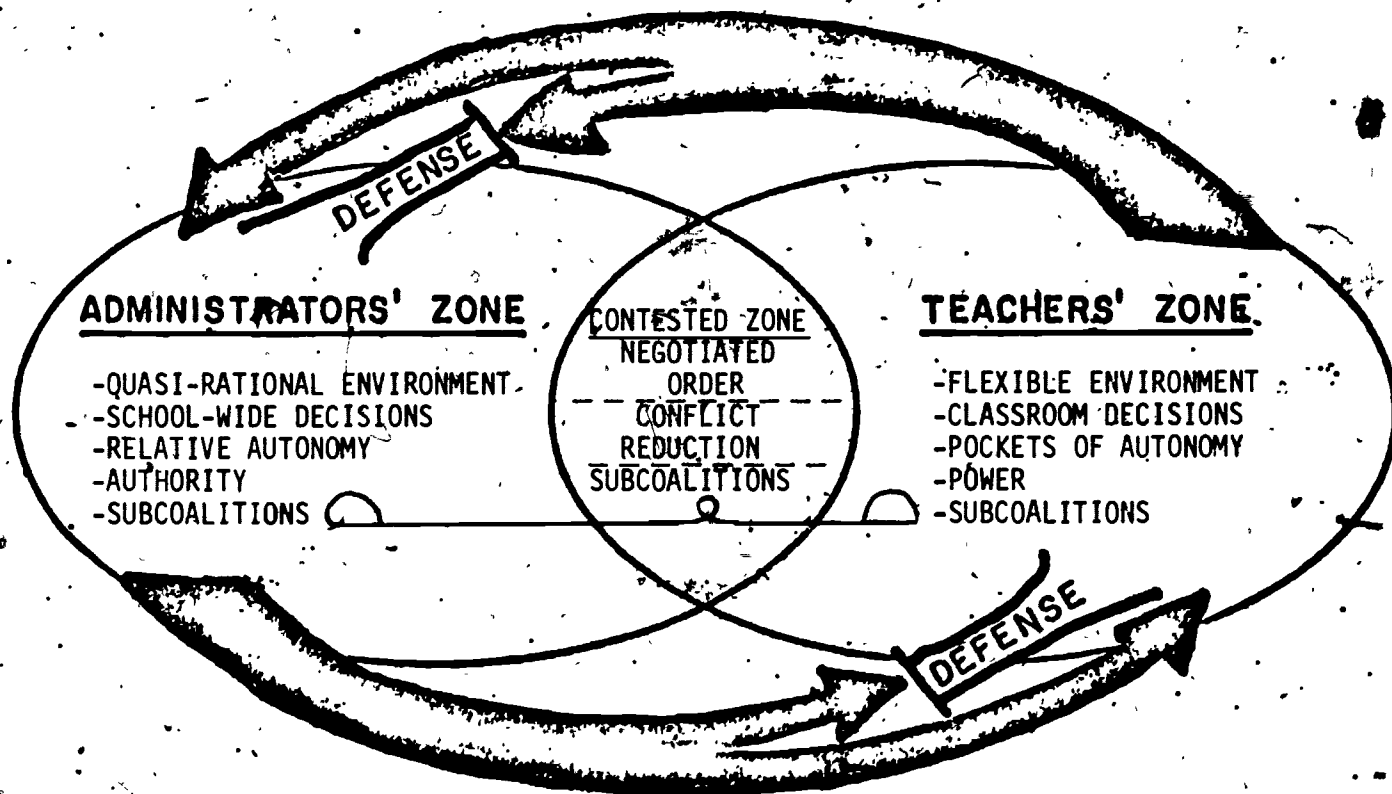 DEFENSE
ADMINISTRATORS' ZONE
-QUASI-RATIONAL ENVIRONMENT
-SCHOOL-WIDE DECISIONS
-RELATIVE AUTONOMY
-AUTHORITY
-SUBCOALITIONS
CONTESTED ZONE
NEGOTIATED
ORDER
CONFLICT
REDUCTION
SUBCOALITIONS
TEACHERS' ZONE
-FLEXIBLE ENVIRONMENT
-CLASSROOM DECISIONS
-POCKETS OF AUTONOMY
-POWER
-SUBCOALITIONS
DEFENSE